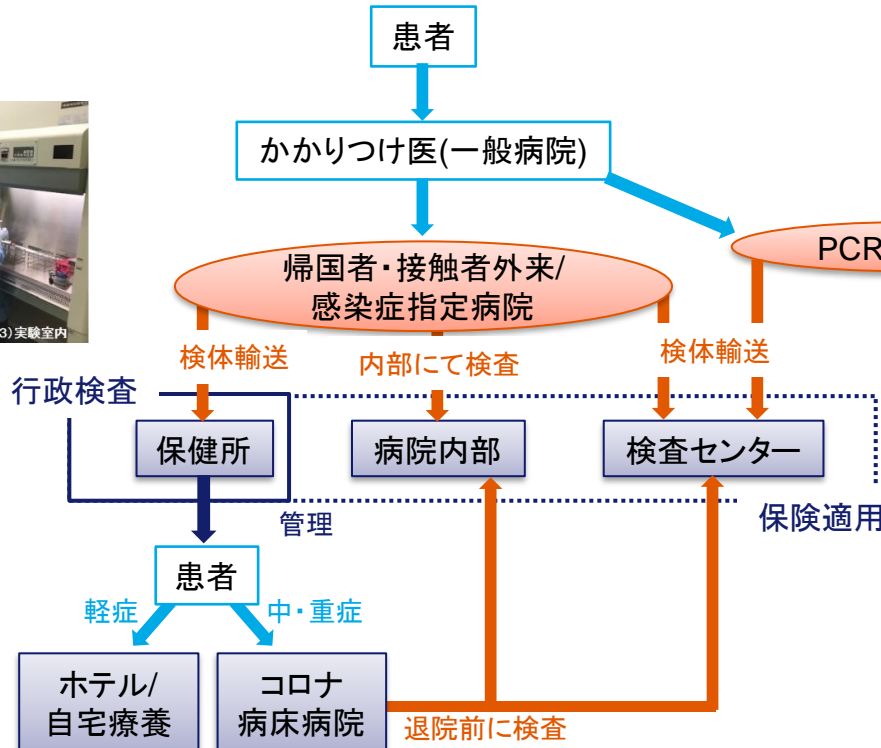 患者
かかりつけ医(一般病院)
帰国者・接触者外来/
感染症指定病院
PCR
3)実験室内
検体輸送
内部にて検査
検体輸送
行政検査
保健所
病院内部
検査センター
管理
保険適用
患者
軽症
中・重症
ホテル/
自宅療養
コロナ
病床病院
退院前に検査